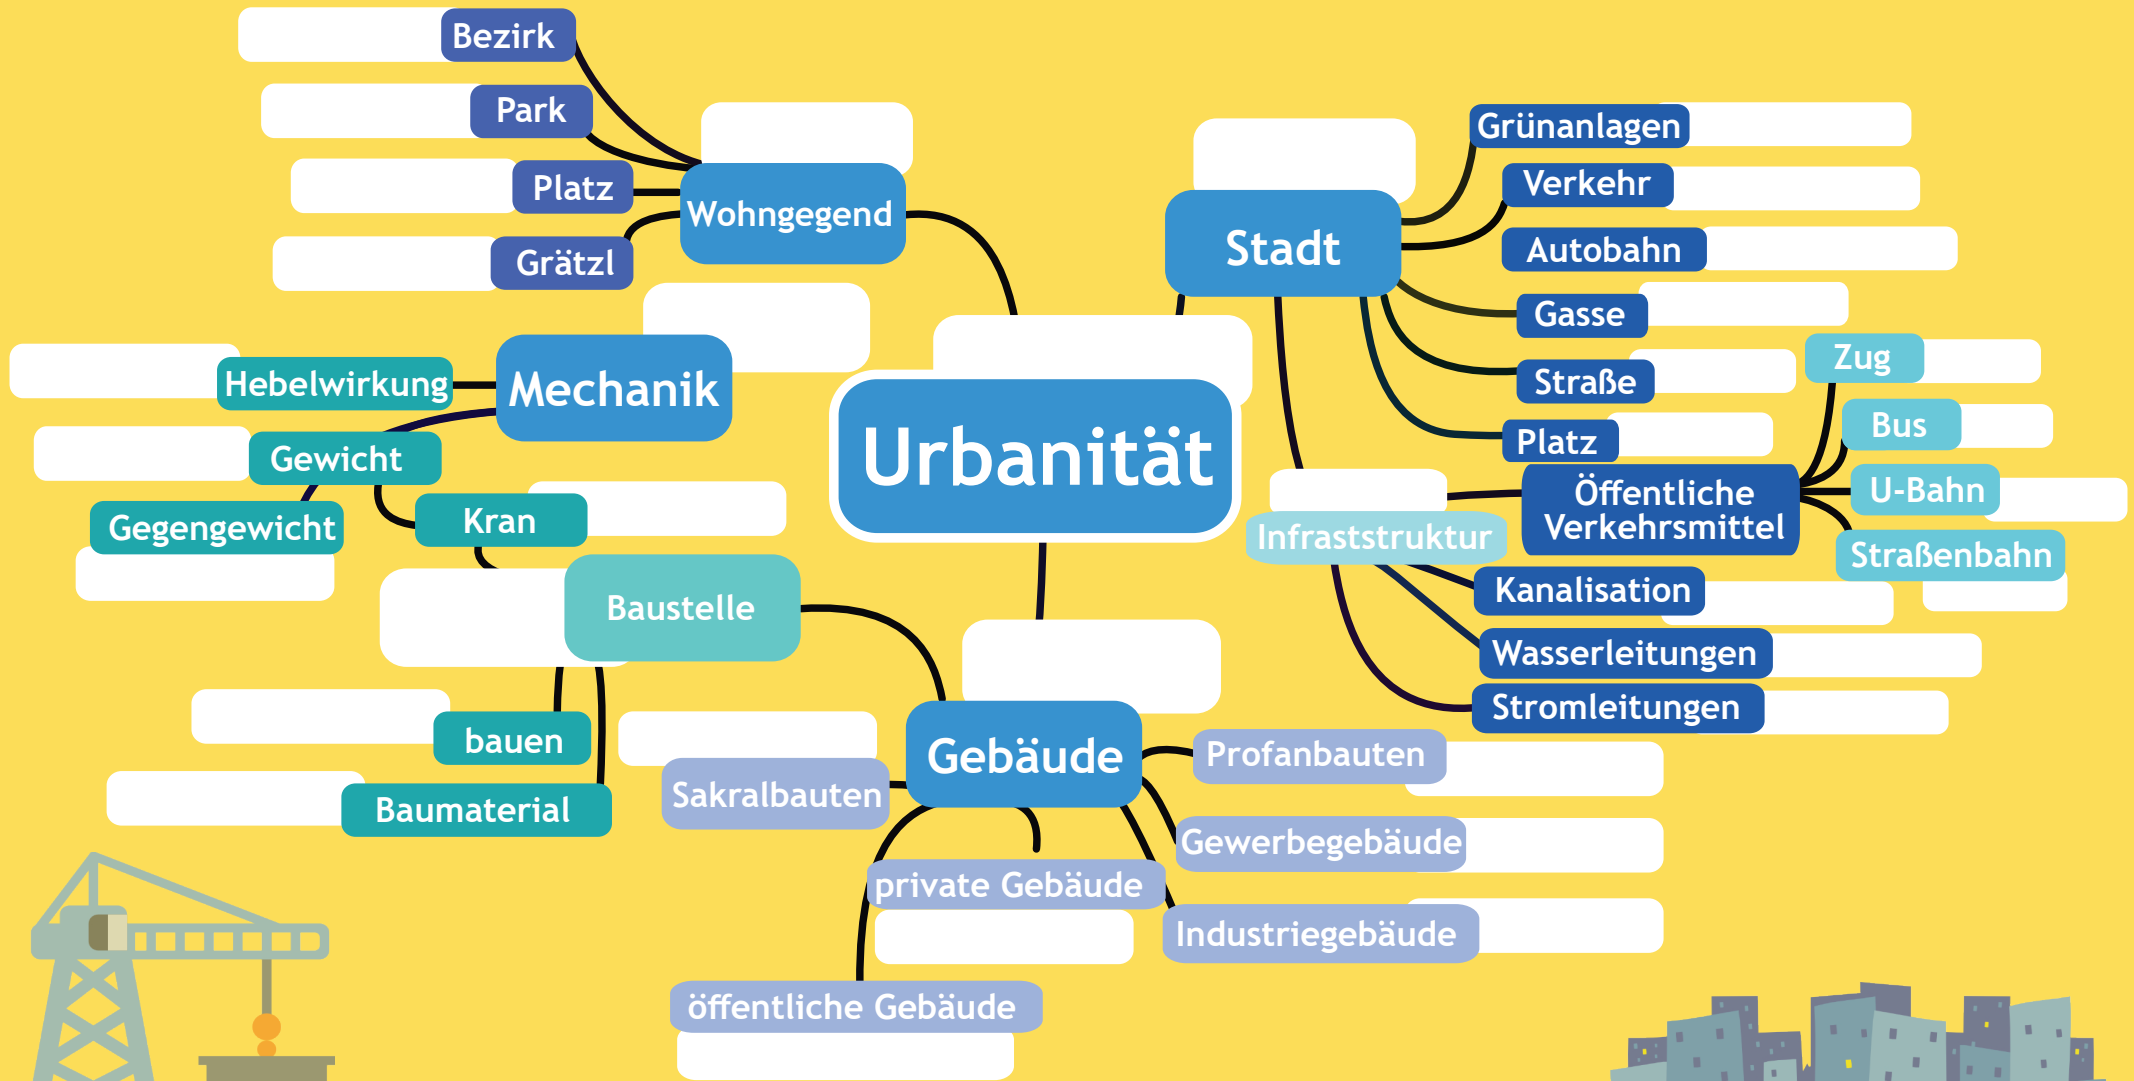 Bezirk
Park
Platz
Grätzl
Wohngegend
Stadt
Grünanlagen
Verkehr
Autobahn
Gasse
Straße
Platz
Zug
Bus
U-Bahn
Straßenbahn
Öffentliche
Verkehrsmittel
Infraststruktur
Kanalisation
Wasserleitungen
Stromleitungen
Mechanik
Hebelwirkung
Gewicht
Gegengewicht
Kran
Urbanität
Baustelle
bauen
Baumaterial
Gebäude
Sakralbauten
Profanbauten
Gewerbegebäude
Industriegebäude
private Gebäude
öffentliche Gebäude